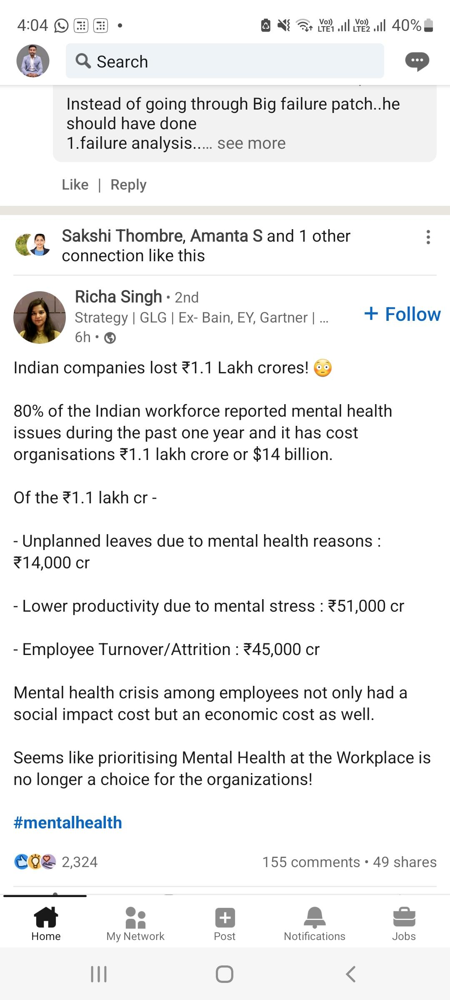 4:04
Vo)) LTE1 Vo)) LTE2 40%
Search
Instead of going through Big failure patch..he
should have done
1.failure analysis..... see more
Like | Reply
Sakshi Thombre, Amanta S and 1 other
connection like this
Richa Singh • 2nd
Strategy | GLG | Ex- Bain, EY, Gartner | ...
6h •
+ Follow
Indian companies lost ₹1.1 Lakh crores! 😳
80% of the Indian workforce reported mental health
issues during the past one year and it has cost
organisations ₹1.1 lakh crore or $14 billion.
Of the ₹1.1 lakh cr -
- Unplanned leaves due to mental health reasons :
₹14,000 cr
- Lower productivity due to mental stress : ₹51,000 cr
- Employee Turnover/Attrition : ₹45,000 cr
Mental health crisis among employees not only had a
social impact cost but an economic cost as well.
Seems like prioritising Mental Health at the Workplace is
no longer a choice for the organizations!
#mentalhealth
2,324
155 comments • 49 shares
Home
My Network
Post
Notifications
Jobs